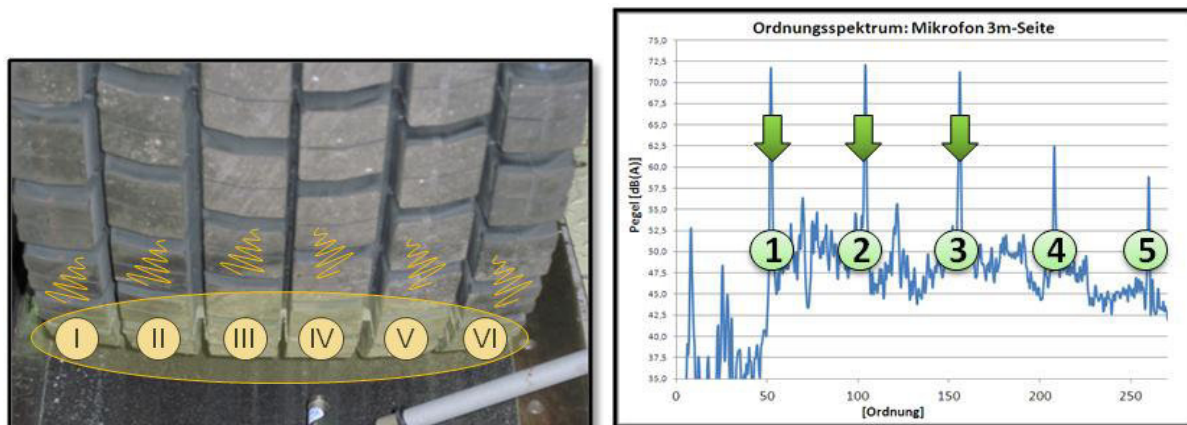 I II III IV V VI
Ordnungsspektrum: Mikrofon 3m-Seite
75,0
72,5
70,0
67,5
65,0
62,5
60,0
57,5
55,0
52,5
50,0
47,5
45,0
42,5
40,0
37,5
35,0
Pegel [dB(A)]
1 2 3 4 5
0 50 100 150 200 250
[Ordnung]